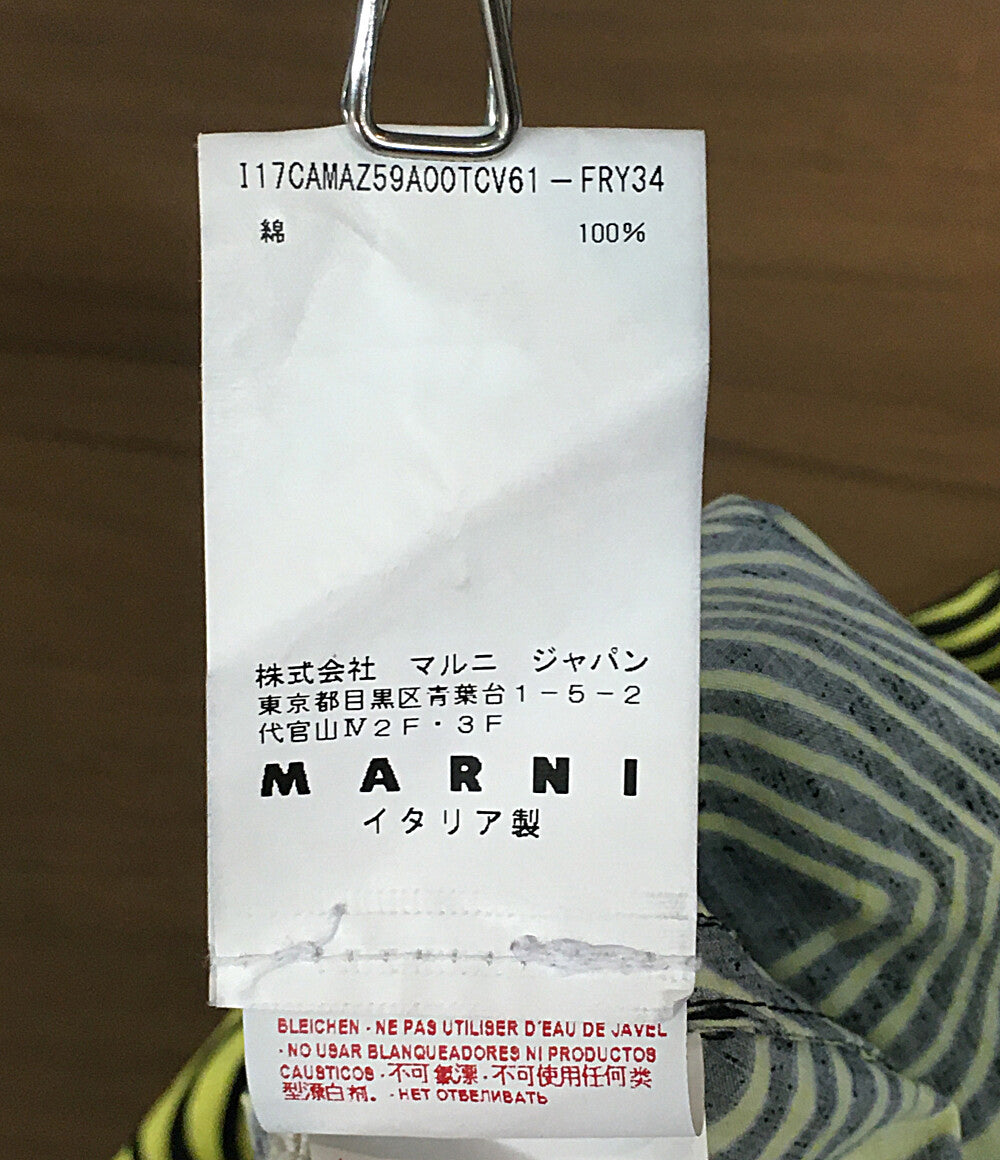 I17CAMAZ59A00TCV61-FRY34
綿 100%
株式会社 マルニ ジャパン
東京都目黒区青葉台1-5-2
代官山Ⅳ2F・3F
MARNI
イタリア製
BLEICHEN - NE PAS UTILISER D'EAU DE JAVEL
- NO USAR BLANQUEADORES NI PRODUCTOS
CAUSTICOS - 不可氯漂 - 不可使用任何类
型漂白剂。 - НЕТ ОТБЕЛИВАТЬ